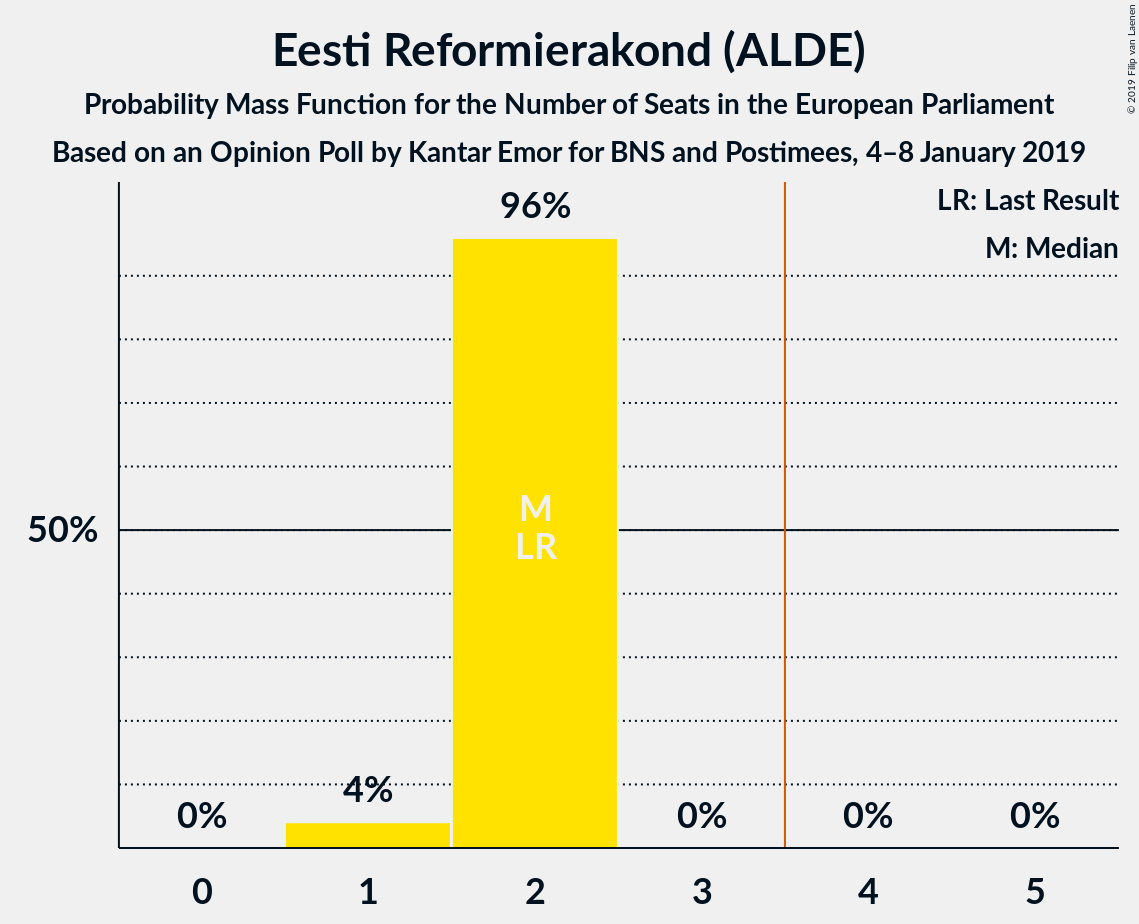 Eesti Reformierakond (ALDE)
Probability Mass Function for the Number of Seats in the European Parliament
Based on an Opinion Poll by Kantar Emor for BNS and Postimees, 4–8 January 2019
© 2019 Filip van Laenen
LR: Last Result
M: Median
96%
M
LR
50%
4%
0%
0%
0%
0%
0
1
2
3
4
5